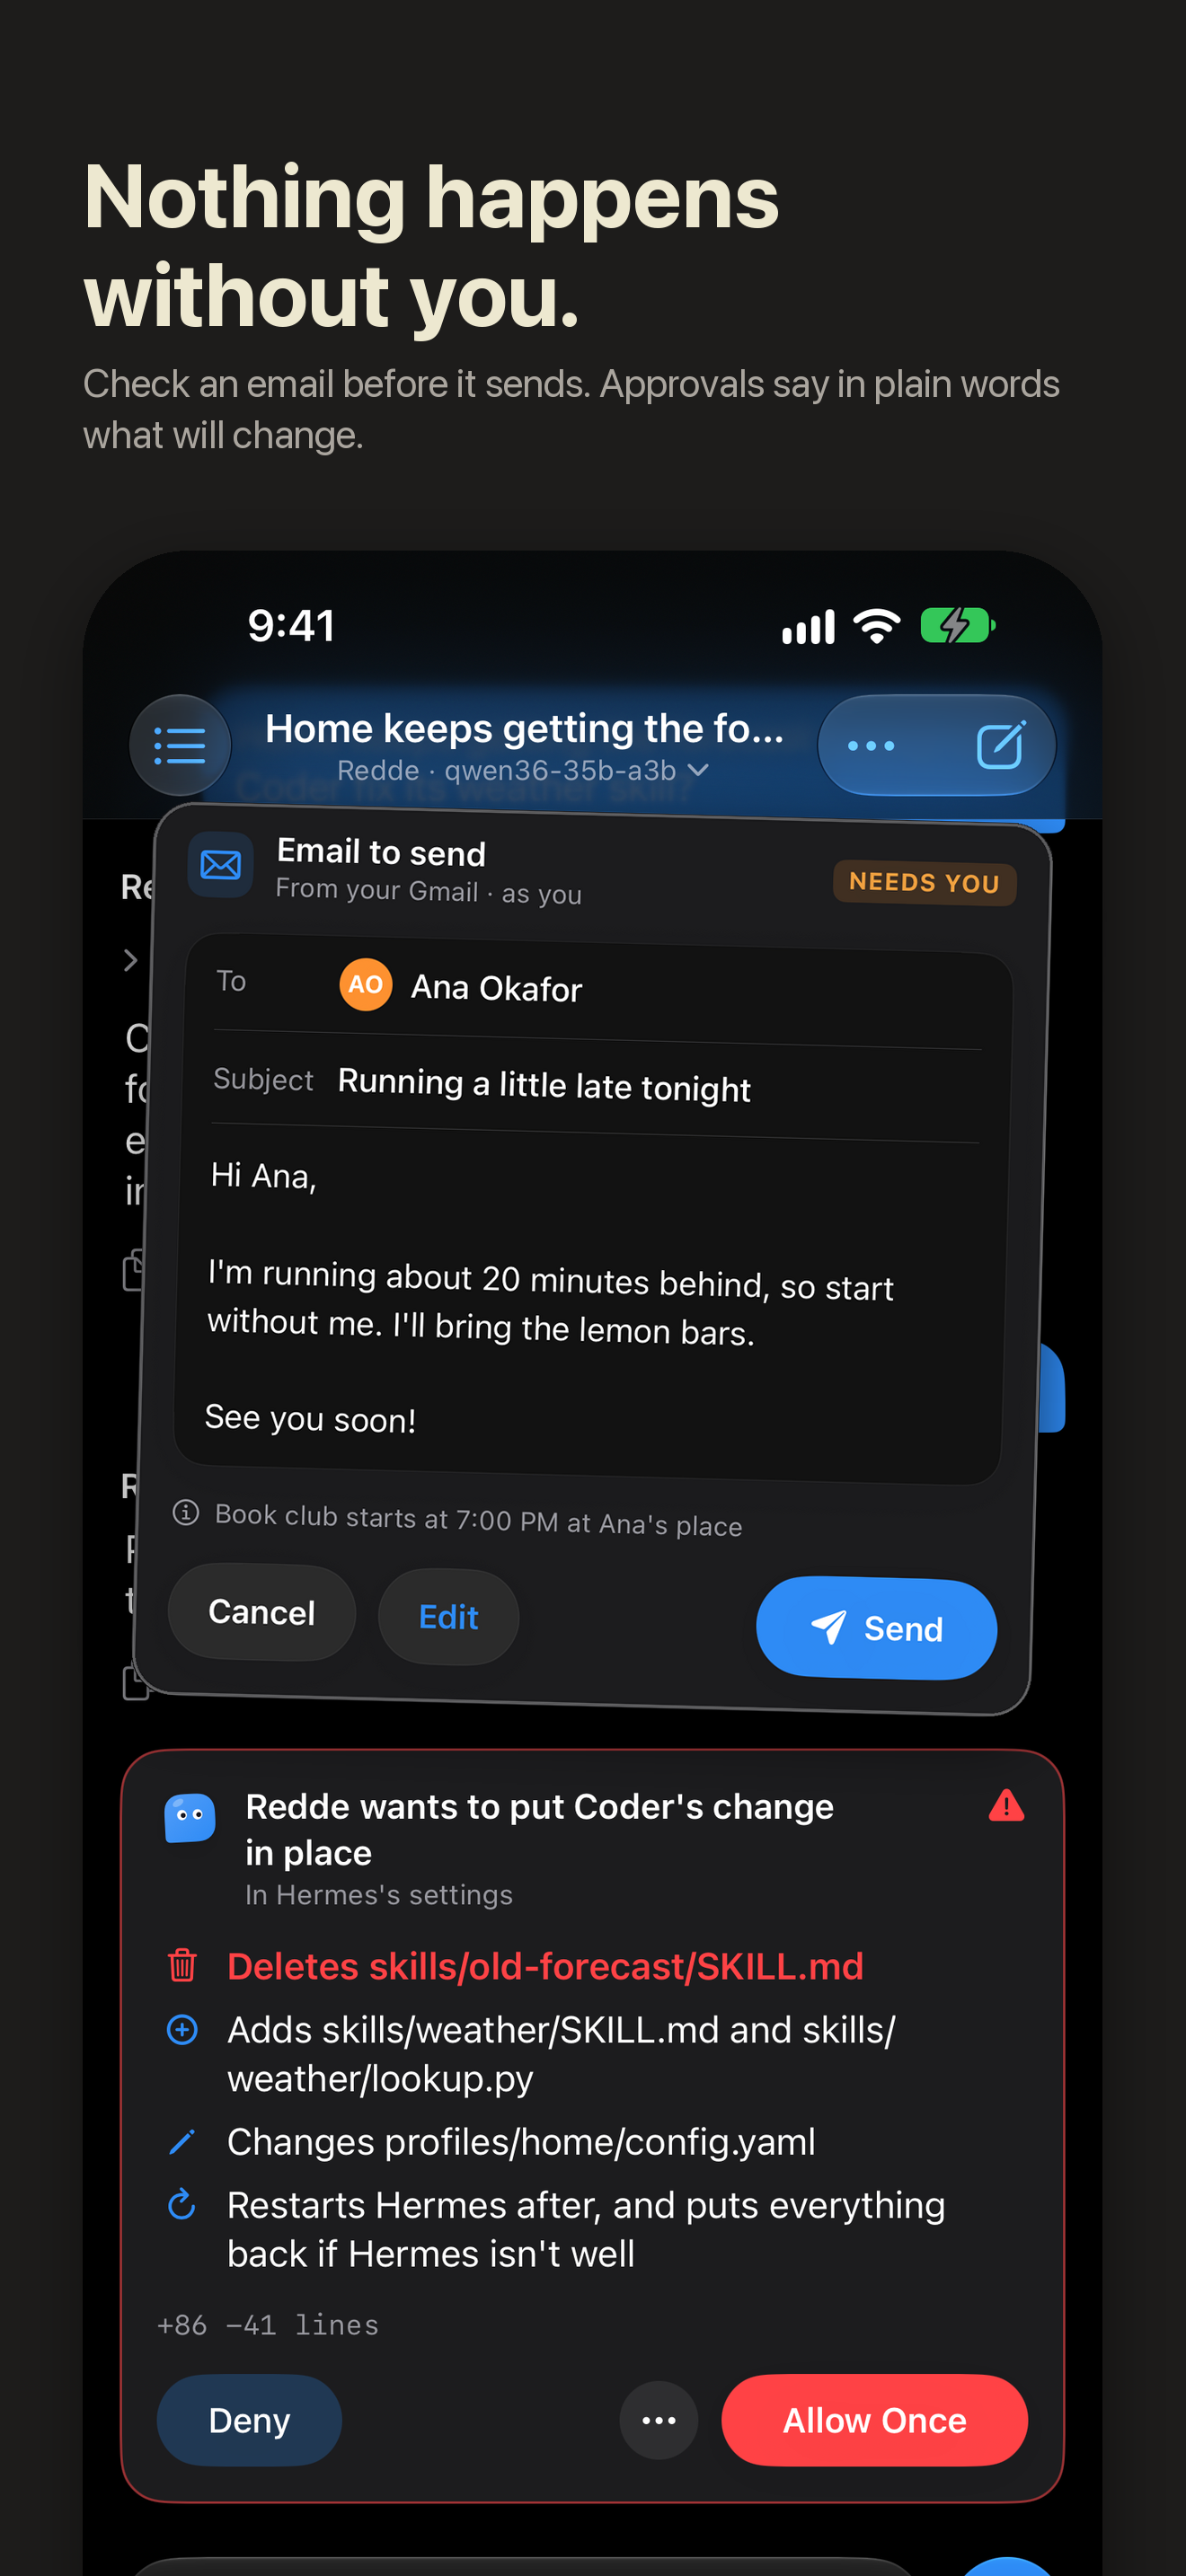 Nothing happens
without you.
Check an email before it sends. Approvals say in plain words
what will change.
9:41
Home keeps getting the fo...
Redde · qwen36-35b-a3b
Coder fix its weather skill?
Email to send
From your Gmail · as you
NEEDS YOU
To
AO
Ana Okafor
Subject
Running a little late tonight
Hi Ana,
I'm running about 20 minutes behind, so start
without me. I'll bring the lemon bars.
See you soon!
Book club starts at 7:00 PM at Ana's place
Cancel
Edit
Send
Redde wants to put Coder's change
in place
In Hermes's settings
Deletes skills/old-forecast/SKILL.md
Adds skills/weather/SKILL.md and skills/
weather/lookup.py
Changes profiles/home/config.yaml
Restarts Hermes after, and puts everything
back if Hermes isn't well
+86 −41 lines
Deny
Allow Once